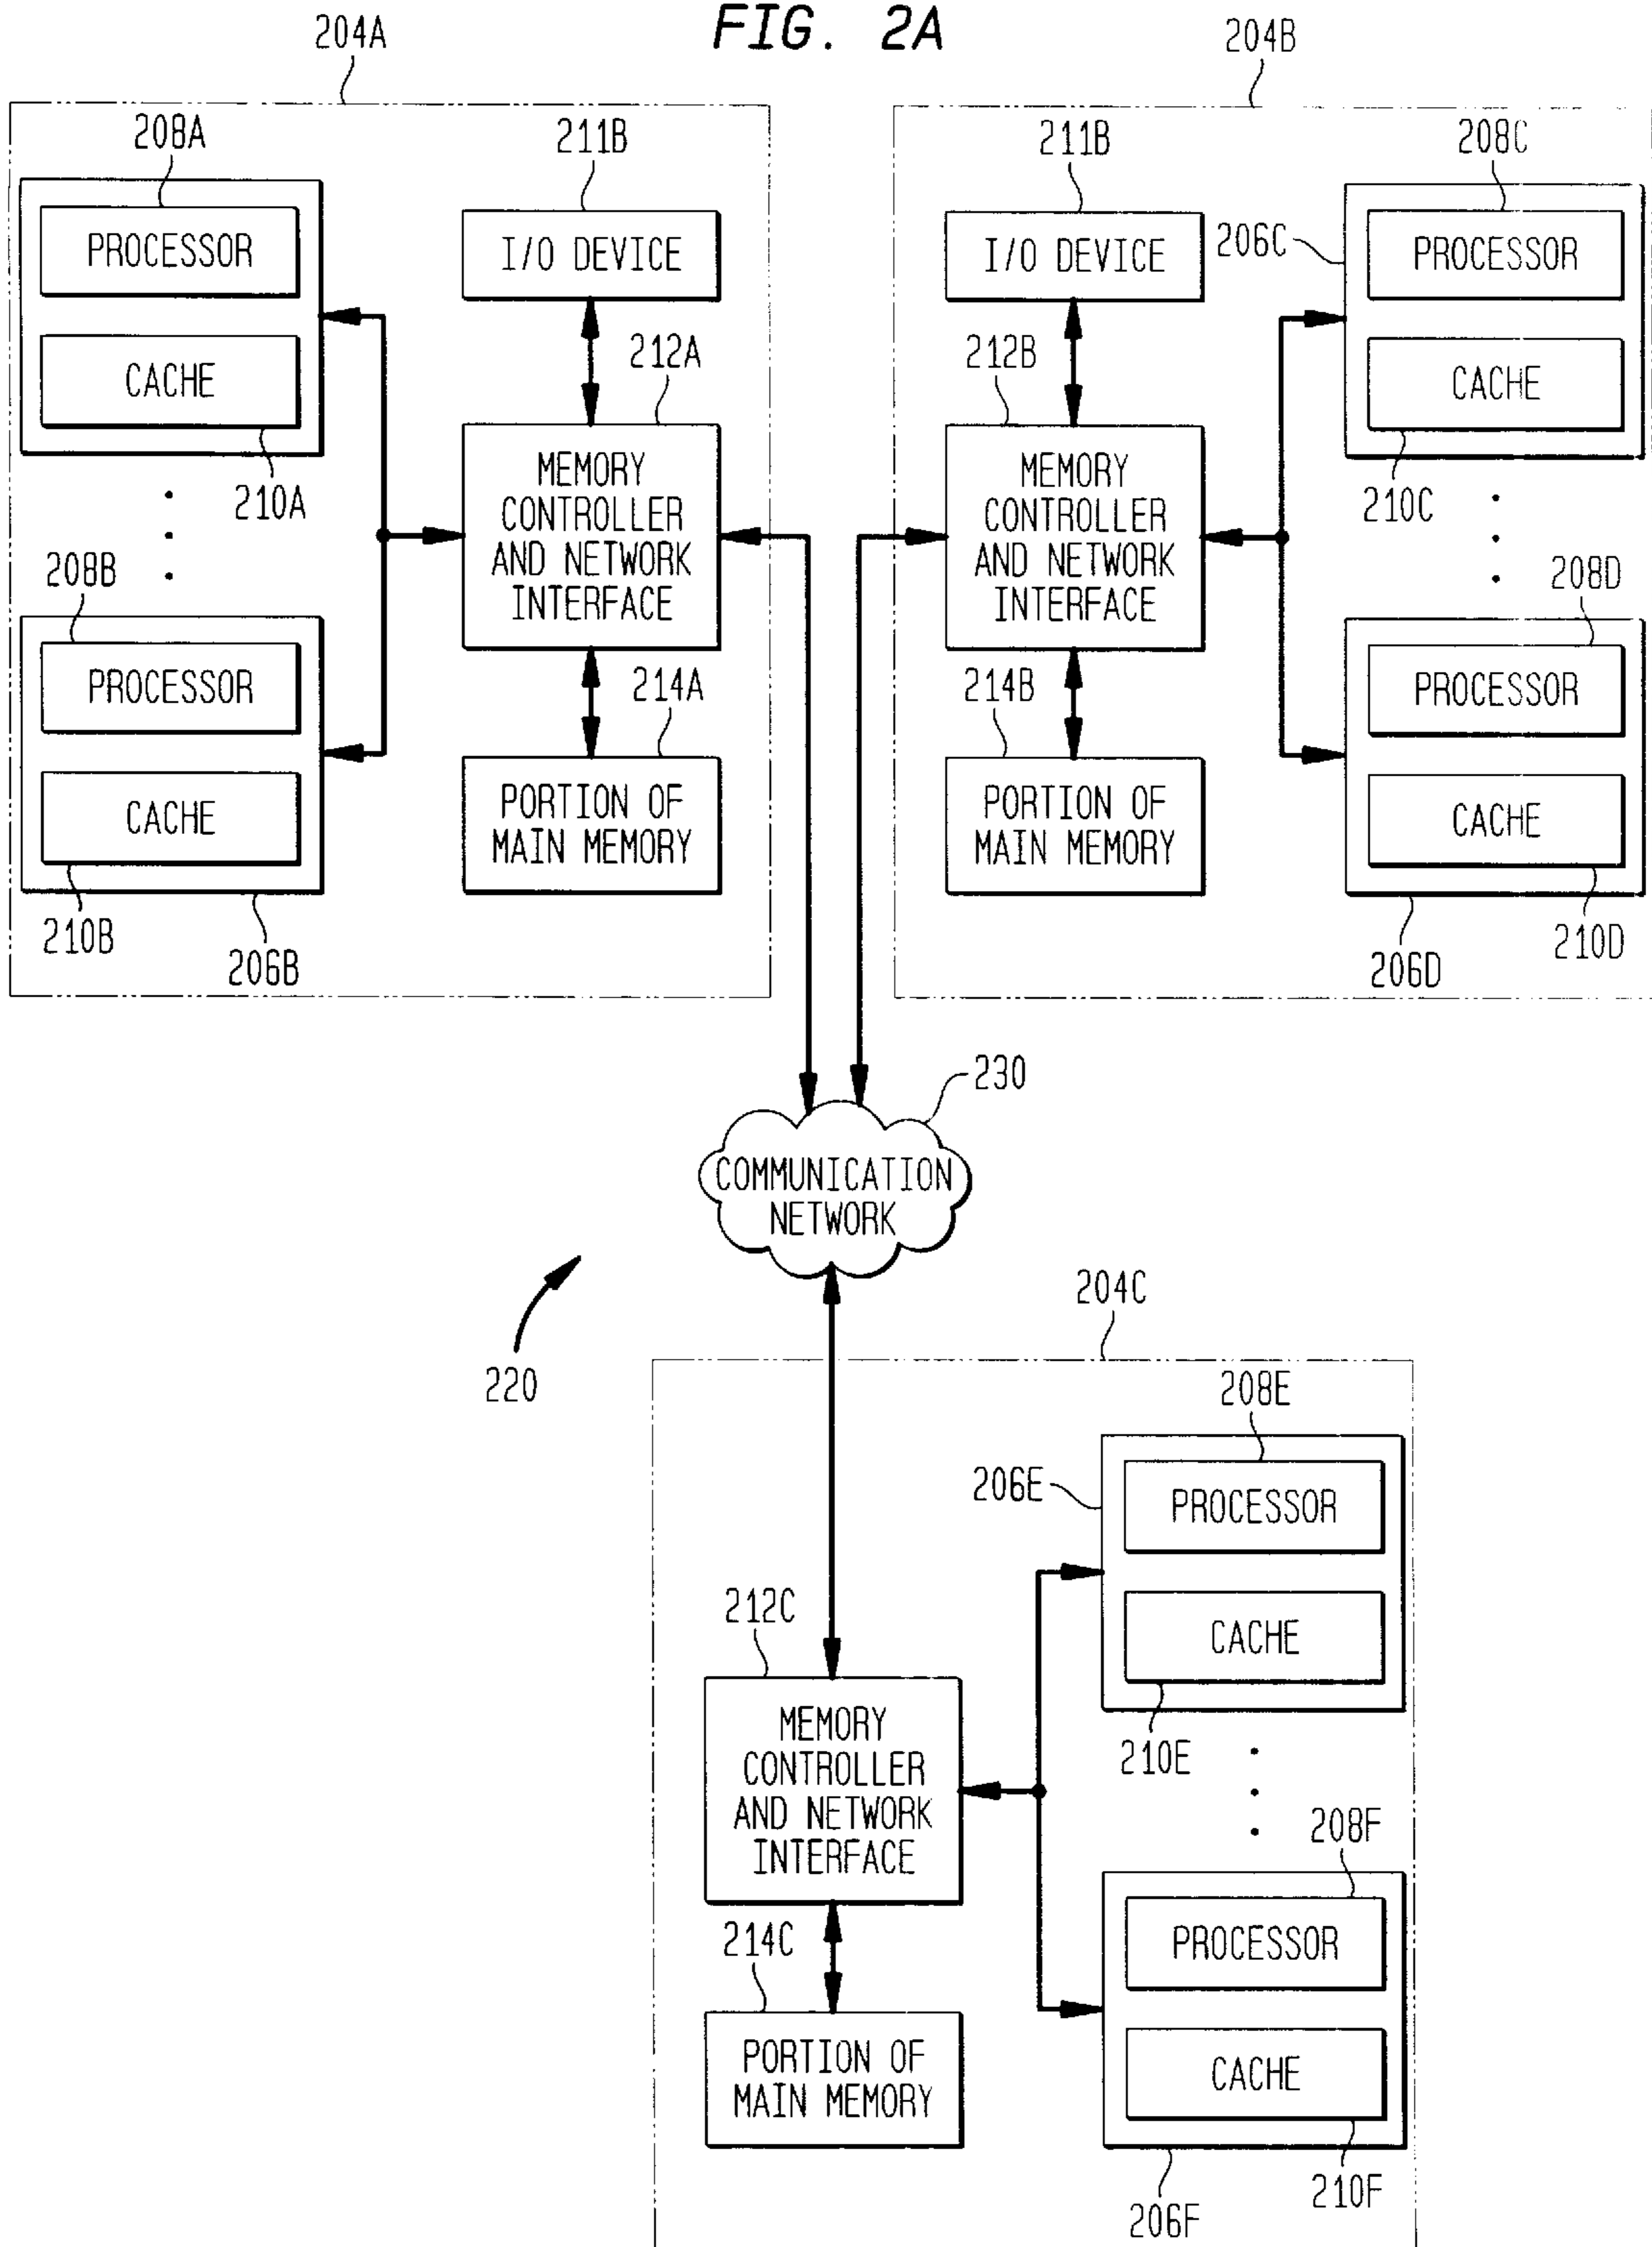 FIG. 2A
204A
204B
208A
211B
PROCESSOR
I/O DEVICE
CACHE
212A
210A
MEMORY
CONTROLLER
AND NETWORK
INTERFACE
208B
PROCESSOR
214A
CACHE
PORTION OF
MAIN MEMORY
210B
206B
211B
208C
I/O DEVICE
206C
PROCESSOR
212B
CACHE
MEMORY
CONTROLLER
AND NETWORK
INTERFACE
210C
208D
214B
PROCESSOR
PORTION OF
MAIN MEMORY
CACHE
210D
206D
230
COMMUNICATION
NETWORK
220
204C
208E
206E
PROCESSOR
212C
CACHE
MEMORY
CONTROLLER
AND NETWORK
INTERFACE
210E
208F
214C
PROCESSOR
PORTION OF
MAIN MEMORY
CACHE
210F
206F